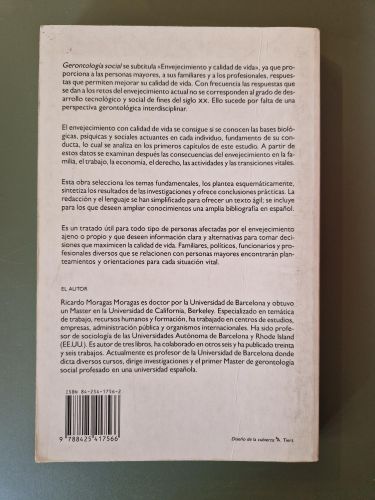 Gerontología social se subtitula «Envejecimiento y calidad de vida», ya que pro-
porciona a las personas mayores, a sus familiares y a los profesionales, respues-
tas que permiten mejorar su calidad de vida. Con frecuencia las respuestas que
se dan a los retos del envejecimiento actual no se corresponden al grado de desa-
rrollo tecnológico y social de fines del siglo XX. Ello sucede por falta de una
perspectiva gerontológica interdisciplinar.
El envejecimiento con calidad de vida se consigue si se conocen las bases bioló-
gicas, psíquicas y sociales actuantes en cada individuo, fundamento de su con-
ducta, lo cual se analiza en los primeros capítulos de este estudio. A partir de
estos datos se examinan después las consecuencias del envejecimiento en la fa-
milia, el trabajo, la economía, el derecho, las actividades y las transiciones vitales.
Esta obra selecciona los temas fundamentales, los plantea esquemáticamente,
sintetiza los resultados de las investigaciones y ofrece conclusiones prácticas. La
redacción y el lenguaje se han simplificado para ofrecer un texto ágil; se incluye
para los que deseen ampliar conocimientos una amplia bibliografía en español.
Es un tratado útil para todo tipo de personas afectadas por el envejecimiento
ajeno o propio y que deseen información clara y alternativas para tomar deci-
siones que maximicen la calidad de vida. Familiares, políticos, funcionarios y pro-
fesionales diversos que se relacionen con personas mayores encontrarán plan-
teamientos y orientaciones para cada situación vital.
EL AUTOR
Ricardo Moragas Moragas es doctor por la Universidad de Barcelona y obtuvo
un Master en la Universidad de California, Berkeley. Especializado en temática
de trabajo, recursos humanos y formación, ha trabajado en centros de estudios,
empresas, administración pública y organismos internacionales. Ha sido profe-
sor de sociología de las Universidades Autónoma de Barcelona y Rhode Island
(EE.UU.). Es autor de tres libros, ha colaborado en otros seis y ha publicado treinta
y seis trabajos. Actualmente es profesor de la Universidad de Barcelona donde
dicta diversos cursos, dirige investigaciones y el primer Master de gerontología
social profesado en una universidad española.
ISBN 84-254-1756-2
9 788425 417566
Diseño de la cubierta: A. Tierz